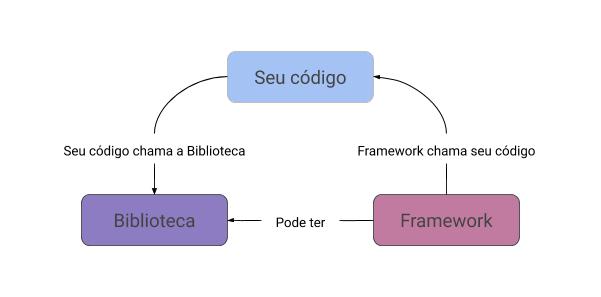 Seu código
Seu código chama a Biblioteca
Framework chama seu código
Biblioteca
Pode ter
Framework